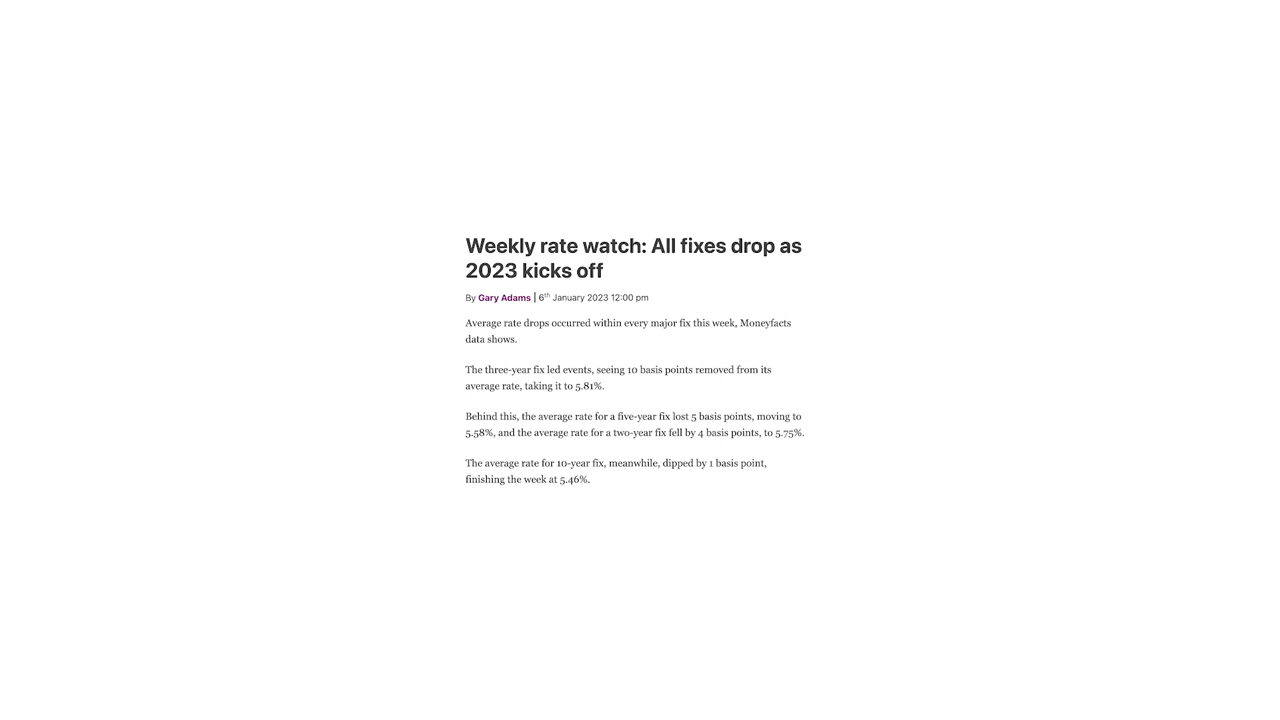 Weekly rate watch: All fixes drop as
2023 kicks off
By Gary Adams | 6th January 2023 12:00 pm
Average rate drops occurred within every major fix this week, Moneyfacts
data shows.
The three-year fix led events, seeing 10 basis points removed from its
average rate, taking it to 5.81%.
Behind this, the average rate for a five-year fix lost 5 basis points, moving to
5.58%, and the average rate for a two-year fix fell by 4 basis points, to 5.75%.
The average rate for 10-year fix, meanwhile, dipped by 1 basis point,
finishing the week at 5.46%.